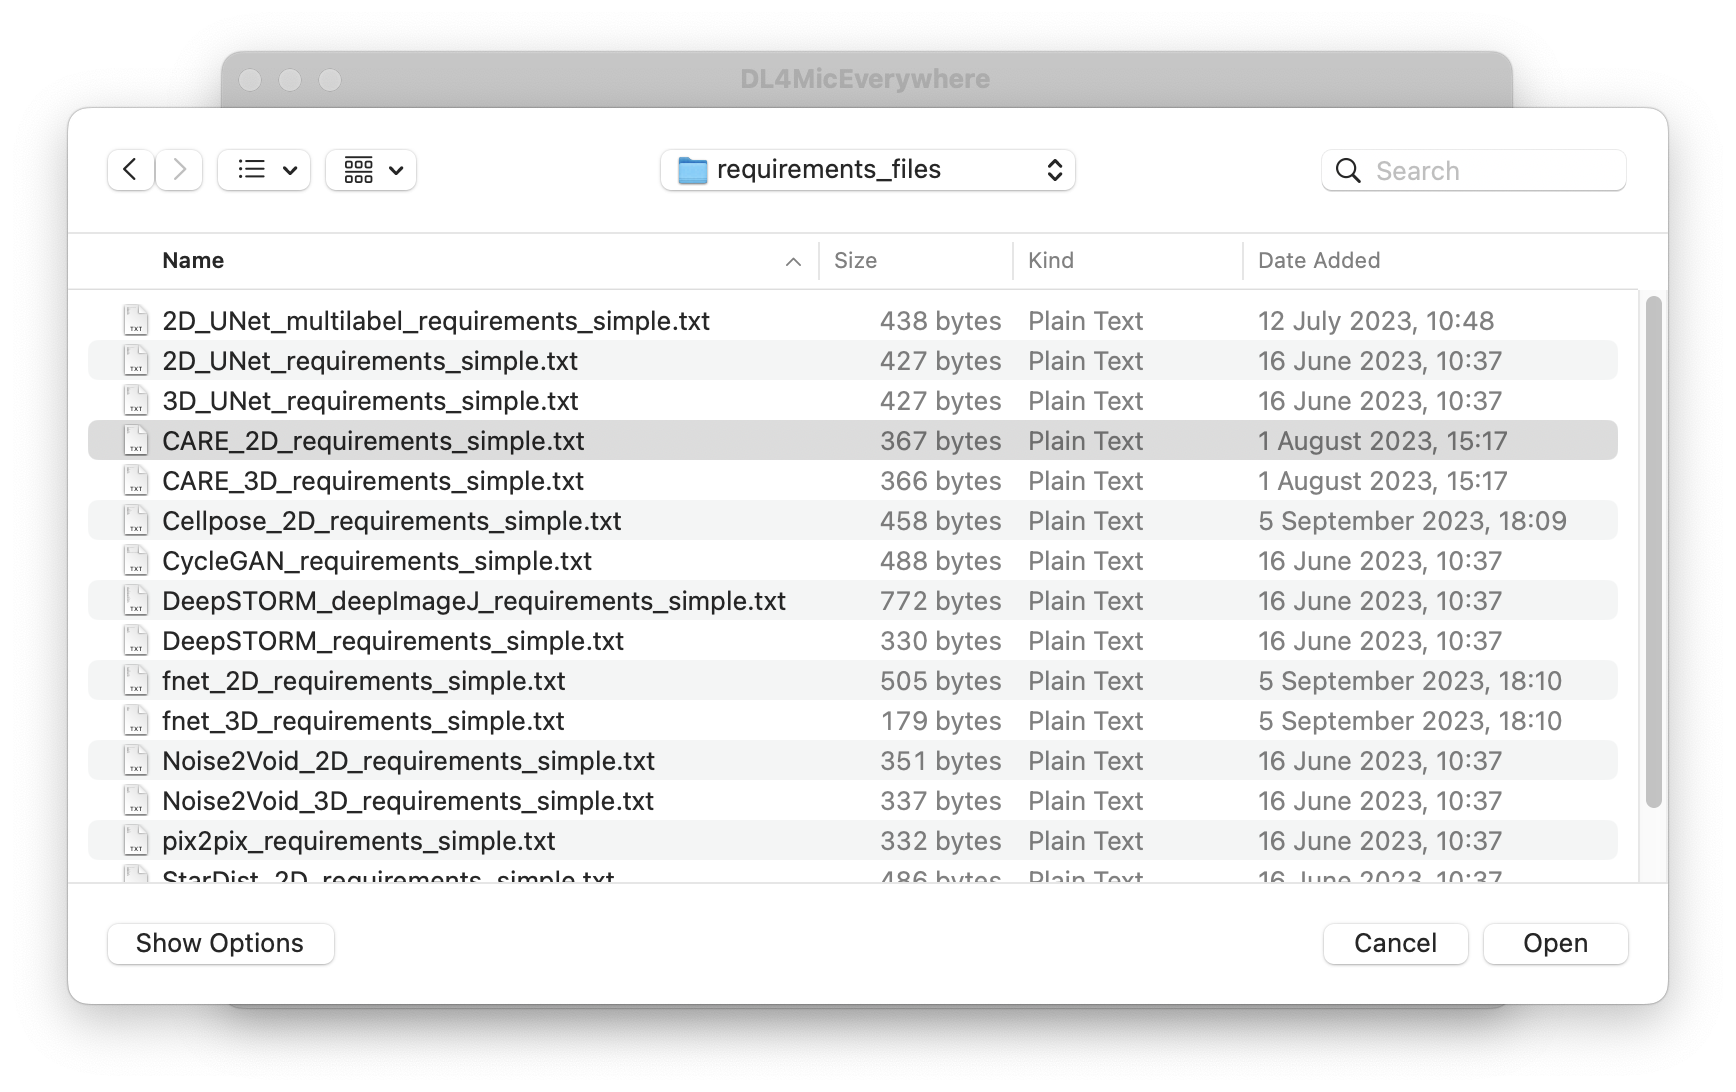 DL4MicEverywhere
requirements_files
Search
Name Size Kind Date Added
2D_UNet_multilabel_requirements_simple.txt 438 bytes Plain Text 12 July 2023, 10:48
2D_UNet_requirements_simple.txt 427 bytes Plain Text 16 June 2023, 10:37
3D_UNet_requirements_simple.txt 427 bytes Plain Text 16 June 2023, 10:37
CARE_2D_requirements_simple.txt 367 bytes Plain Text 1 August 2023, 15:17
CARE_3D_requirements_simple.txt 366 bytes Plain Text 1 August 2023, 15:17
Cellpose_2D_requirements_simple.txt 458 bytes Plain Text 5 September 2023, 18:09
CycleGAN_requirements_simple.txt 488 bytes Plain Text 16 June 2023, 10:37
DeepSTORM_deepImageJ_requirements_simple.txt 772 bytes Plain Text 16 June 2023, 10:37
DeepSTORM_requirements_simple.txt 330 bytes Plain Text 16 June 2023, 10:37
fnet_2D_requirements_simple.txt 505 bytes Plain Text 5 September 2023, 18:10
fnet_3D_requirements_simple.txt 179 bytes Plain Text 5 September 2023, 18:10
Noise2Void_2D_requirements_simple.txt 351 bytes Plain Text 16 June 2023, 10:37
Noise2Void_3D_requirements_simple.txt 337 bytes Plain Text 16 June 2023, 10:37
pix2pix_requirements_simple.txt 332 bytes Plain Text 16 June 2023, 10:37
StarDist_2D_requirements_simple.txt 486 bytes Plain Text 16 June 2023, 10:37
Show Options Cancel Open